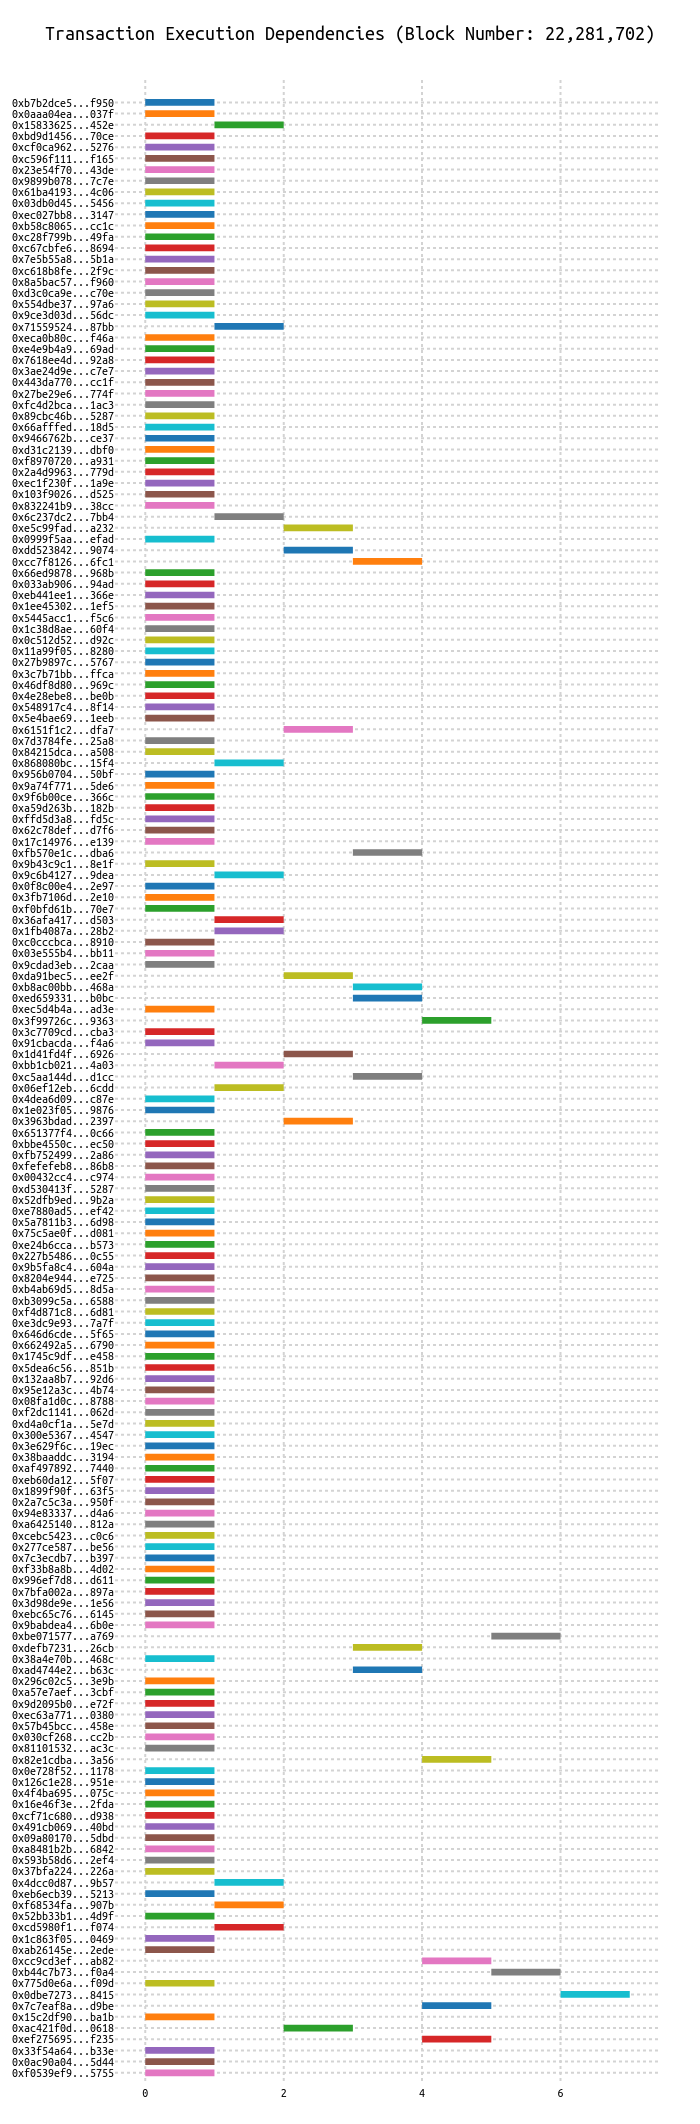 Transaction Execution Dependencies (Block Number: 22,281,702)
0xb7b2dce5...f950
0x0aaa04ea...037f
0x15833625...452e
0xbd9d1456...70ce
0xcf0ca962...5276
0xc596f111...f165
0x23e54f70...43de
0x9899b078...7c7e
0x61ba4193...4c06
0x03db0d45...5456
0xec027bb8...3147
0xb58c8065...cc1c
0xc28f799b...49fa
0xc67cbfe6...8694
0x7e5b55a8...5b1a
0xc618b8fe...2f9c
0x8a5bac57...f960
0xd3c0ca9e...c70e
0x554dbe37...97a6
0x9ce3d03d...56dc
0x71559524...87bb
0xeca0b80c...f46a
0xe4e9b4a9...69ad
0x7618ee4d...92a8
0x3ae24d9e...c7e7
0x443da770...cc1f
0x27be29e6...774f
0xfc4d2bca...1ac3
0x89cbc46b...5287
0x66afffed...18d5
0x9466762b...ce37
0xd31c2139...dbf0
0xf8970720...a931
0x2a4d9963...779d
0xec1f230f...1a9e
0x103f9026...d525
0x832241b9...38cc
0x6c237dc2...7bb4
0xe5c99fad...a232
0x0999f5aa...efad
0xdd523842...9074
0xcc7f8126...6fc1
0x66ed9878...968b
0x033ab906...94ad
0xeb441ee1...366e
0x1ee45302...1ef5
0x5445acc1...f5c6
0x1c38d8ae...60f4
0x0c512d52...d92c
0x11a99f05...8280
0x27b9897c...5767
0x3c7b71bb...ffca
0x46df8d80...969c
0x4e28ebe8...be0b
0x548917c4...8f14
0x5e4bae69...1eeb
0x6151f1c2...dfa7
0x7d3784fe...25a8
0x84215dca...a508
0x868080bc...15f4
0x956b0704...50bf
0x9a74f771...5de6
0x9f6b00ce...366c
0xa59d263b...182b
0xffd5d3a8...fd5c
0x62c78def...d7f6
0x17c14976...e139
0xfb570e1c...dba6
0x9b43c9c1...8e1f
0x9c6b4127...9dea
0x0f8c00e4...2e97
0x3fb7106d...2e10
0xf0bfd61b...70e7
0x36afa417...d503
0x1fb4087a...28b2
0xc0cccbca...8910
0x03e555b4...bb11
0x9cdad3eb...2caa
0xda91bec5...ee2f
0xb8ac00bb...468a
0xed659331...b0bc
0xec5d4b4a...ad3e
0x3f99726c...9363
0x3c7709cd...cba3
0x91cbacda...f4a6
0x1d41fd4f...6926
0xbb1cb021...4a03
0xc5aa144d...d1cc
0x06ef12eb...6cdd
0x4dea6d09...c87e
0x1e023f05...9876
0x3963bdad...2397
0x651377f4...0c66
0xbbe4550c...ec50
0xfb752499...2a86
0xfefefeb8...86b8
0x00432cc4...c974
0xd530413f...5287
0x52dfb9ed...9b2a
0xe7880ad5...ef42
0x5a7811b3...6d98
0x75c5ae0f...d081
0xe24b6cca...b573
0x227b5486...0c55
0x9b5fa8c4...604a
0x8204e944...e725
0xb4ab69d5...8d5a
0xb3099c5a...6588
0xf4d871c8...6d81
0xe3dc9e93...7a7f
0x646d6cde...5f65
0x662492a5...6790
0x1745c9df...e458
0x5dea6c56...851b
0x132aa8b7...92d6
0x95e12a3c...4b74
0x08fa1d0c...8788
0xf2dc1141...062d
0xd4a0cf1a...5e7d
0x300e5367...4547
0x3e629f6c...19ec
0x38baaddc...3194
0xaf497892...7440
0xeb60da12...5f07
0x1899f90f...63f5
0x2a7c5c3a...950f
0x94e83337...d4a6
0xa6425140...812a
0xcebc5423...c0c6
0x277ce587...be56
0x7c3ecdb7...b397
0xf33b8a8b...4d02
0x996ef7d8...d611
0x7bfa002a...897a
0x3d98de9e...1e56
0xebc65c76...6145
0x9babdea4...6b0e
0xbe071577...a769
0xdefb7231...26cb
0x38a4e70b...468c
0xad4744e2...b63c
0x296c02c5...3e9b
0xa57e7aef...3cbf
0x9d2095b0...e72f
0xec63a771...0380
0x57b45bcc...458e
0x030cf268...cc2b
0x81101532...ac3c
0x82e1cdba...3a56
0x0e728f52...1178
0x126c1e28...951e
0x4f4ba695...075c
0x16e46f3e...2fda
0xcf71c680...d938
0x491cb069...40bd
0x09a80170...5dbd
0xa8481b2b...6842
0x593b58d6...2ef4
0x37bfa224...226a
0x4dcc0d87...9b57
0xeb6ecb39...5213
0xf68534fa...907b
0x52bb33b1...4d9f
0xcd5980f1...f074
0x1c863f05...0469
0xab26145e...2ede
0xcc9cd3ef...ab82
0xb44c7b73...f0a4
0x775d0e6a...f09d
0x0dbe7273...8415
0x7c7eaf8a...d9be
0x15c2df90...ba1b
0xac421f0d...0618
0xef275695...f235
0x33f54a64...b33e
0x0ac90a04...5d44
0xf0539ef9...5755
0 2 4 6